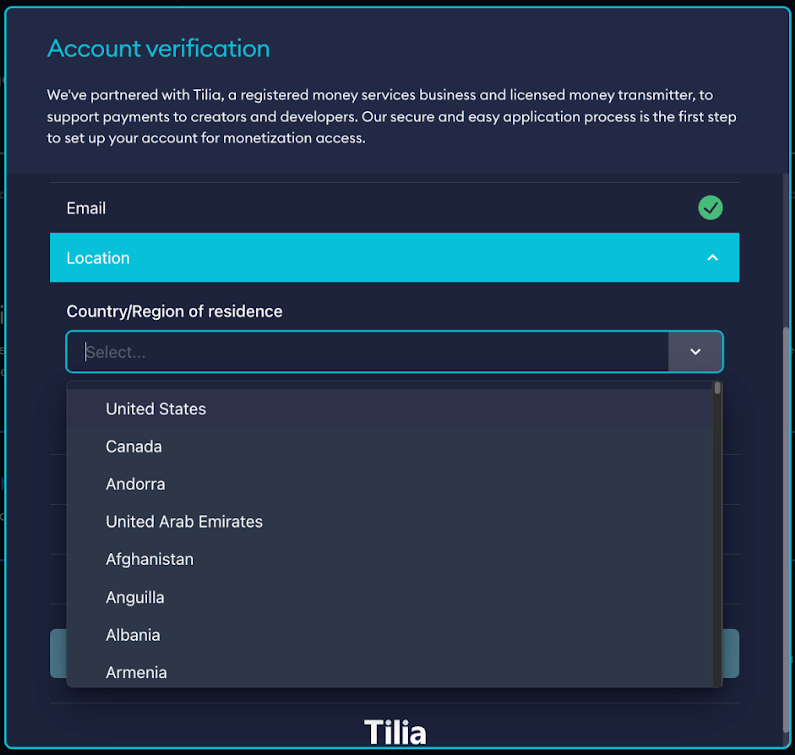 Account verification
We've partnered with Tilia, a registered money services business and licensed money transmitter, to
support payments to creators and developers. Our secure and easy application process is the first step
to set up your account for monetization access.
Email
Location
Country/Region of residence
Select...
United States
Canada
Andorra
United Arab Emirates
Afghanistan
Anguilla
Albania
Armenia
Tilia